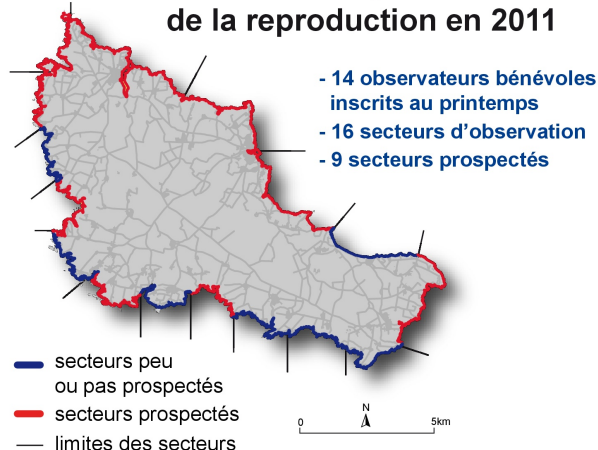 de la reproduction en 2011
- 14 observateurs bénévoles
inscrits au printemps
- 16 secteurs d'observation
- 9 secteurs prospectés
secteurs peu
ou pas prospectés
secteurs prospectés
limites des secteurs
N
0
5km